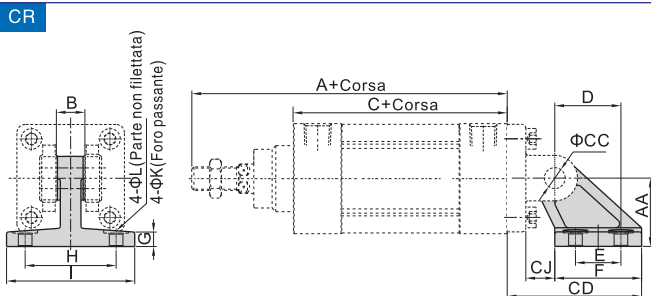 CR
A+Corsa
C+Corsa
B
4-ΦL(Parte non filettata)
4-ΦK(Foro passante)
D
ΦCC
AA
G
H
I
E
CJ
F
CD